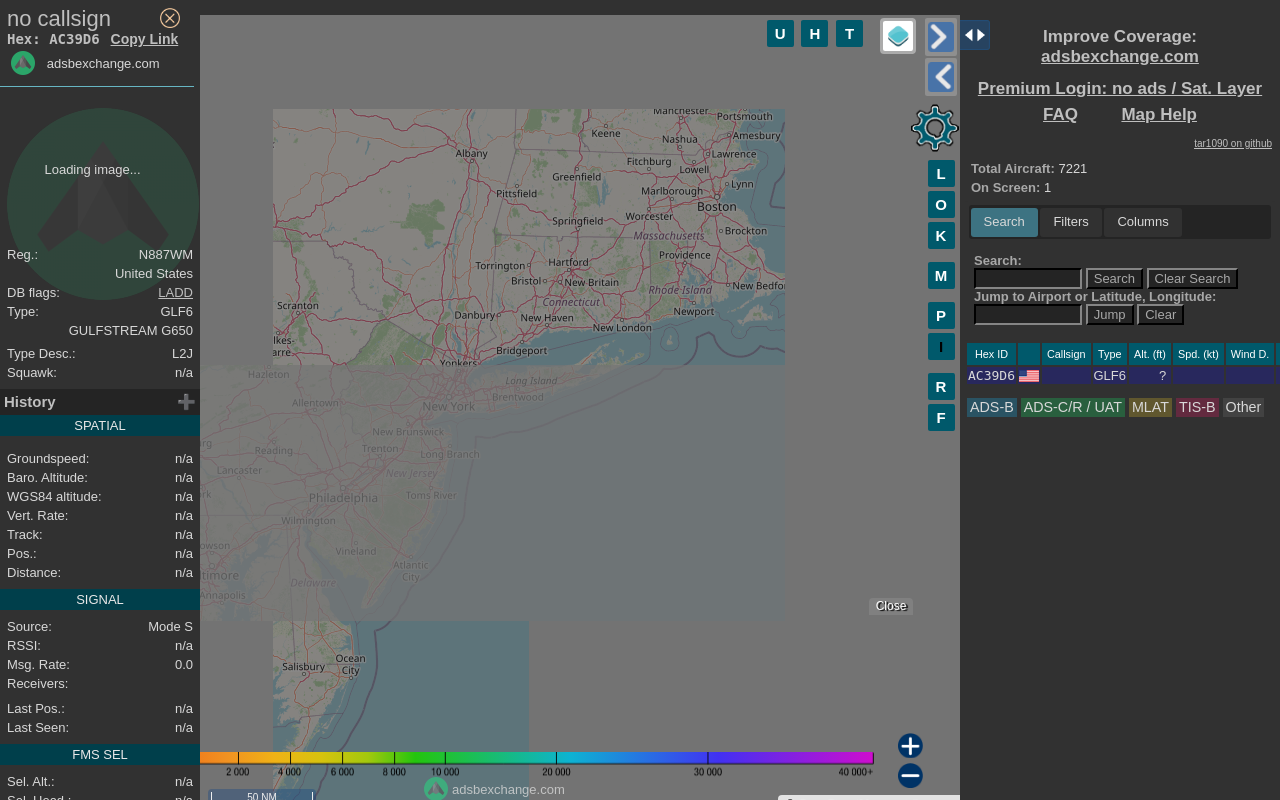 no callsign
Hex: AC39D6 Copy Link
adsbexchange.com
Loading image...
Reg.: N887WM
United States
DB flags: LADD
Type: GLF6
GULFSTREAM G650
Type Desc.: L2J
Squawk: n/a
History
SPATIAL
Groundspeed: n/a
Baro. Altitude: n/a
WGS84 altitude: n/a
Vert. Rate: n/a
Track: n/a
Pos.: n/a
Distance: n/a
SIGNAL
Source: Mode S
RSSI: n/a
Msg. Rate: 0.0
Receivers:
Last Pos.: n/a
Last Seen: n/a
FMS SEL
Sel. Alt.: n/a
Sel. Head.: n/a
U H T
L
O
K
M
P
I
R
F
Manchester
Portsmouth
Keene
Nashua
Amesbury
Albany
Fitchburg
Lawrence
Greenfield
Lowell
Pittsfield
Marlborough
Lynn
Worcester
Boston
Springfield
Massachusetts
Brockton
Torrington
Hartford
Providence
Bristol
New Britain
Rhode Island
New Bedfor
Scranton
Connecticut
Danbury
New Haven
Newport
New London
lkes-
arre
Bridgeport
Yonkers
Hazleton
Long Island
Brentwood
Allentown
New York
New Brunswick
Reading
Trenton
Long Branch
Lancaster
New Jersey
Philadelphia
Toms River
Wilmington
Vineland
Atlantic
City
Delaware
Annapolis
Close
Salisbury
Ocean
City
2 000 4 000 6 000 8 000 10 000 20 000 30 000 40 000+
adsbexchange.com
50 NM
Improve Coverage:
adsbexchange.com
Premium Login: no ads / Sat. Layer
FAQ Map Help
tar1090 on github
Total Aircraft: 7221
On Screen: 1
Search Filters Columns
Search:
Search Clear Search
Jump to Airport or Latitude, Longitude:
Jump Clear
Hex ID Callsign Type Alt. (ft) Spd. (kt) Wind D.
AC39D6 GLF6 ?
ADS-B ADS-C/R / UAT MLAT TIS-B Other